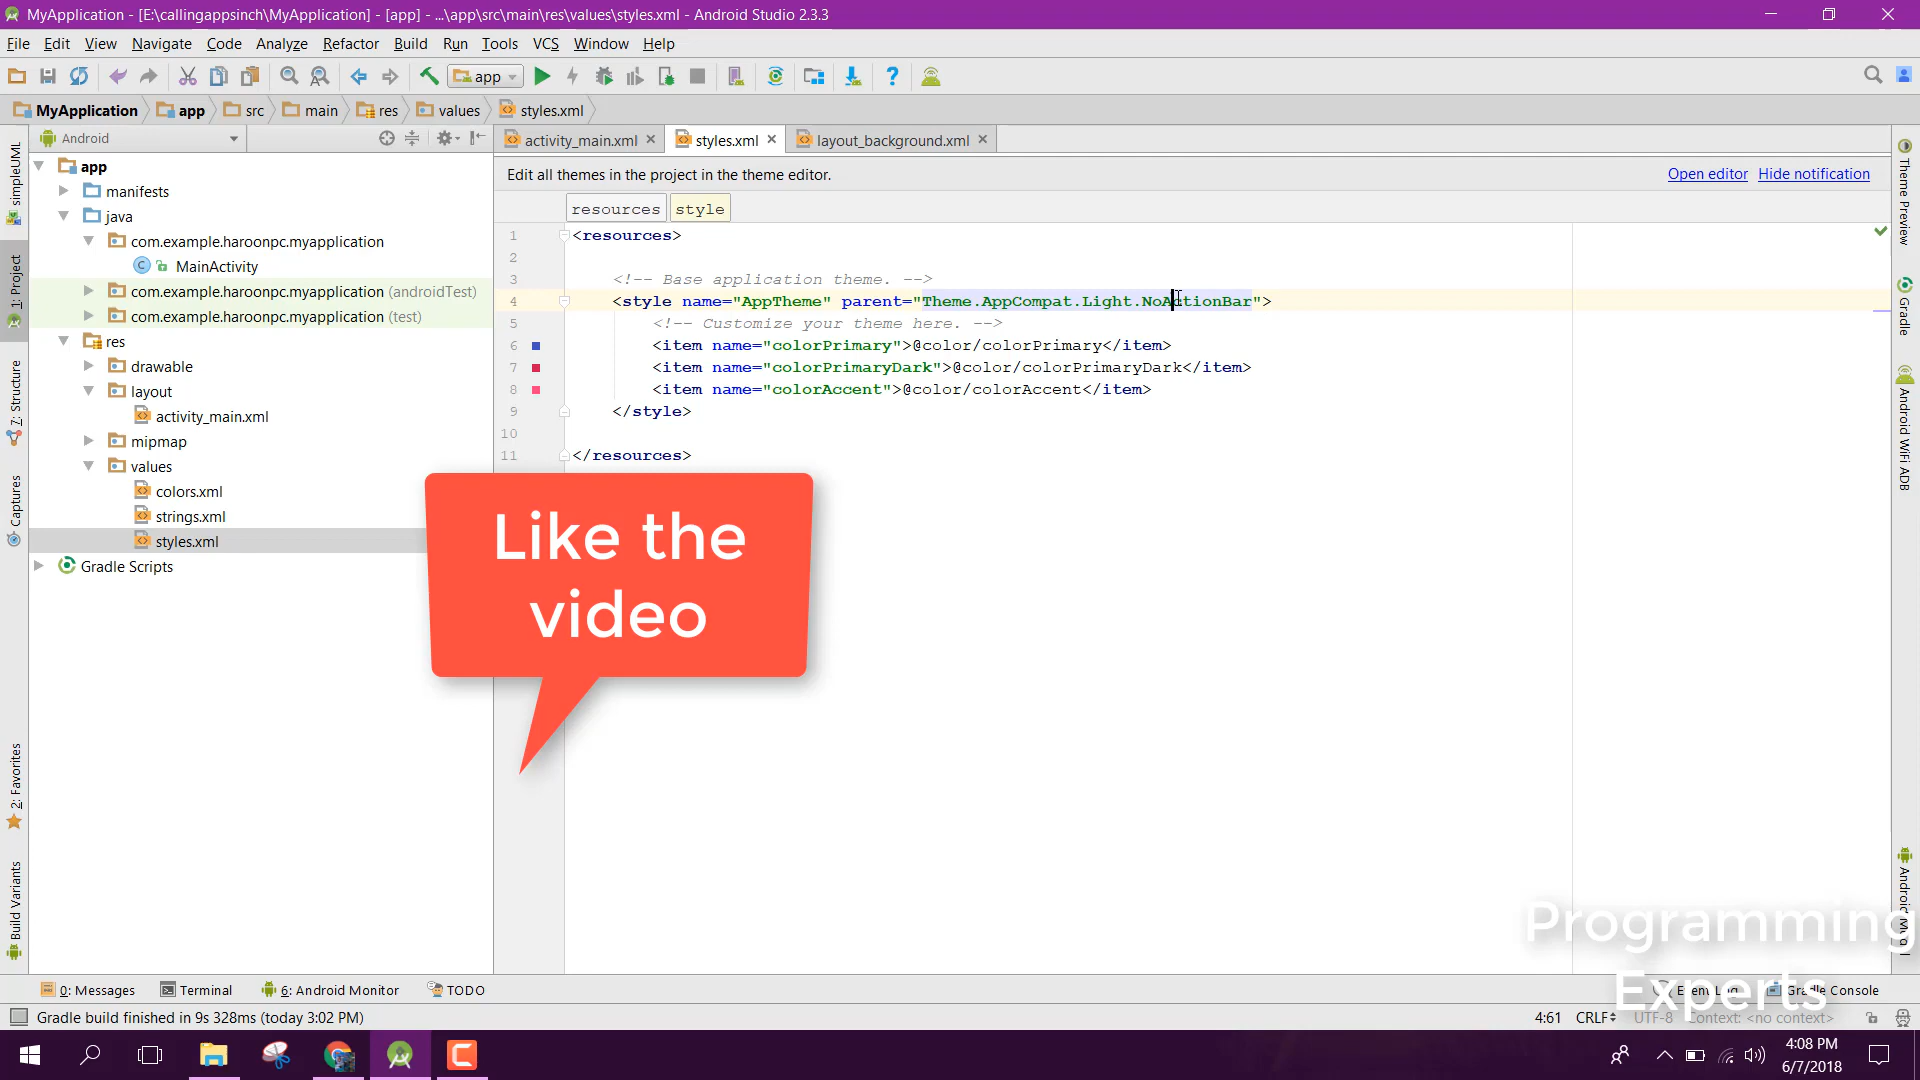 MyApplication - [E:\callingappsinch\MyApplication] - [app] - ...\app\src\main\res\values\styles.xml - Android Studio 2.3.3
File Edit View Navigate Code Analyze Refactor Build Run Tools VCS Window Help
app
MyApplication app src main res values styles.xml
Android
activity_main.xml styles.xml layout_background.xml
Edit all themes in the project in the theme editor. Open editor Hide notification
resources style
simpleUML
1: Project
7: Structure
Captures
2: Favorites
Build Variants
app
manifests
java
com.example.haroonpc.myapplication
MainActivity
com.example.haroonpc.myapplication (androidTest)
com.example.haroonpc.myapplication (test)
res
drawable
layout
activity_main.xml
mipmap
values
colors.xml
strings.xml
styles.xml
Gradle Scripts
1 <resources>
2
3 <!-- Base application theme. -->
4 <style name="AppTheme" parent="Theme.AppCompat.Light.NoActionBar">
5 <!-- Customize your theme here. -->
6 <item name="colorPrimary">@color/colorPrimary</item>
7 <item name="colorPrimaryDark">@color/colorPrimaryDark</item>
8 <item name="colorAccent">@color/colorAccent</item>
9 </style>
10
11 </resources>
Like the
video
Theme Preview
Gradle
Android WiFi ADB
Programming
Experts
0: Messages Terminal 6: Android Monitor TODO Gradle Console
Gradle build finished in 9s 328ms (today 3:02 PM) 4:61 CRLF UTF-8 Context: <no context>
4:08 PM
6/7/2018